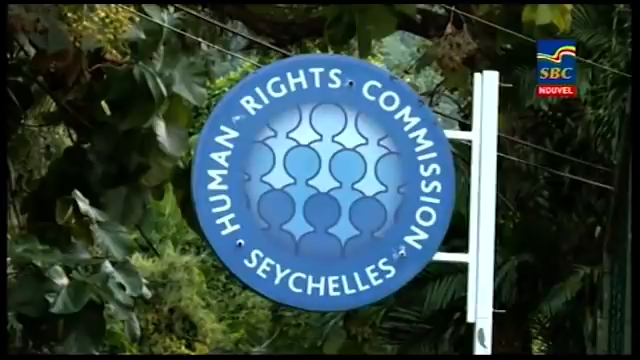 · HUMAN · RIGHTS · COMMISSION ·
SEYCHELLES
SBC
NOUVEL